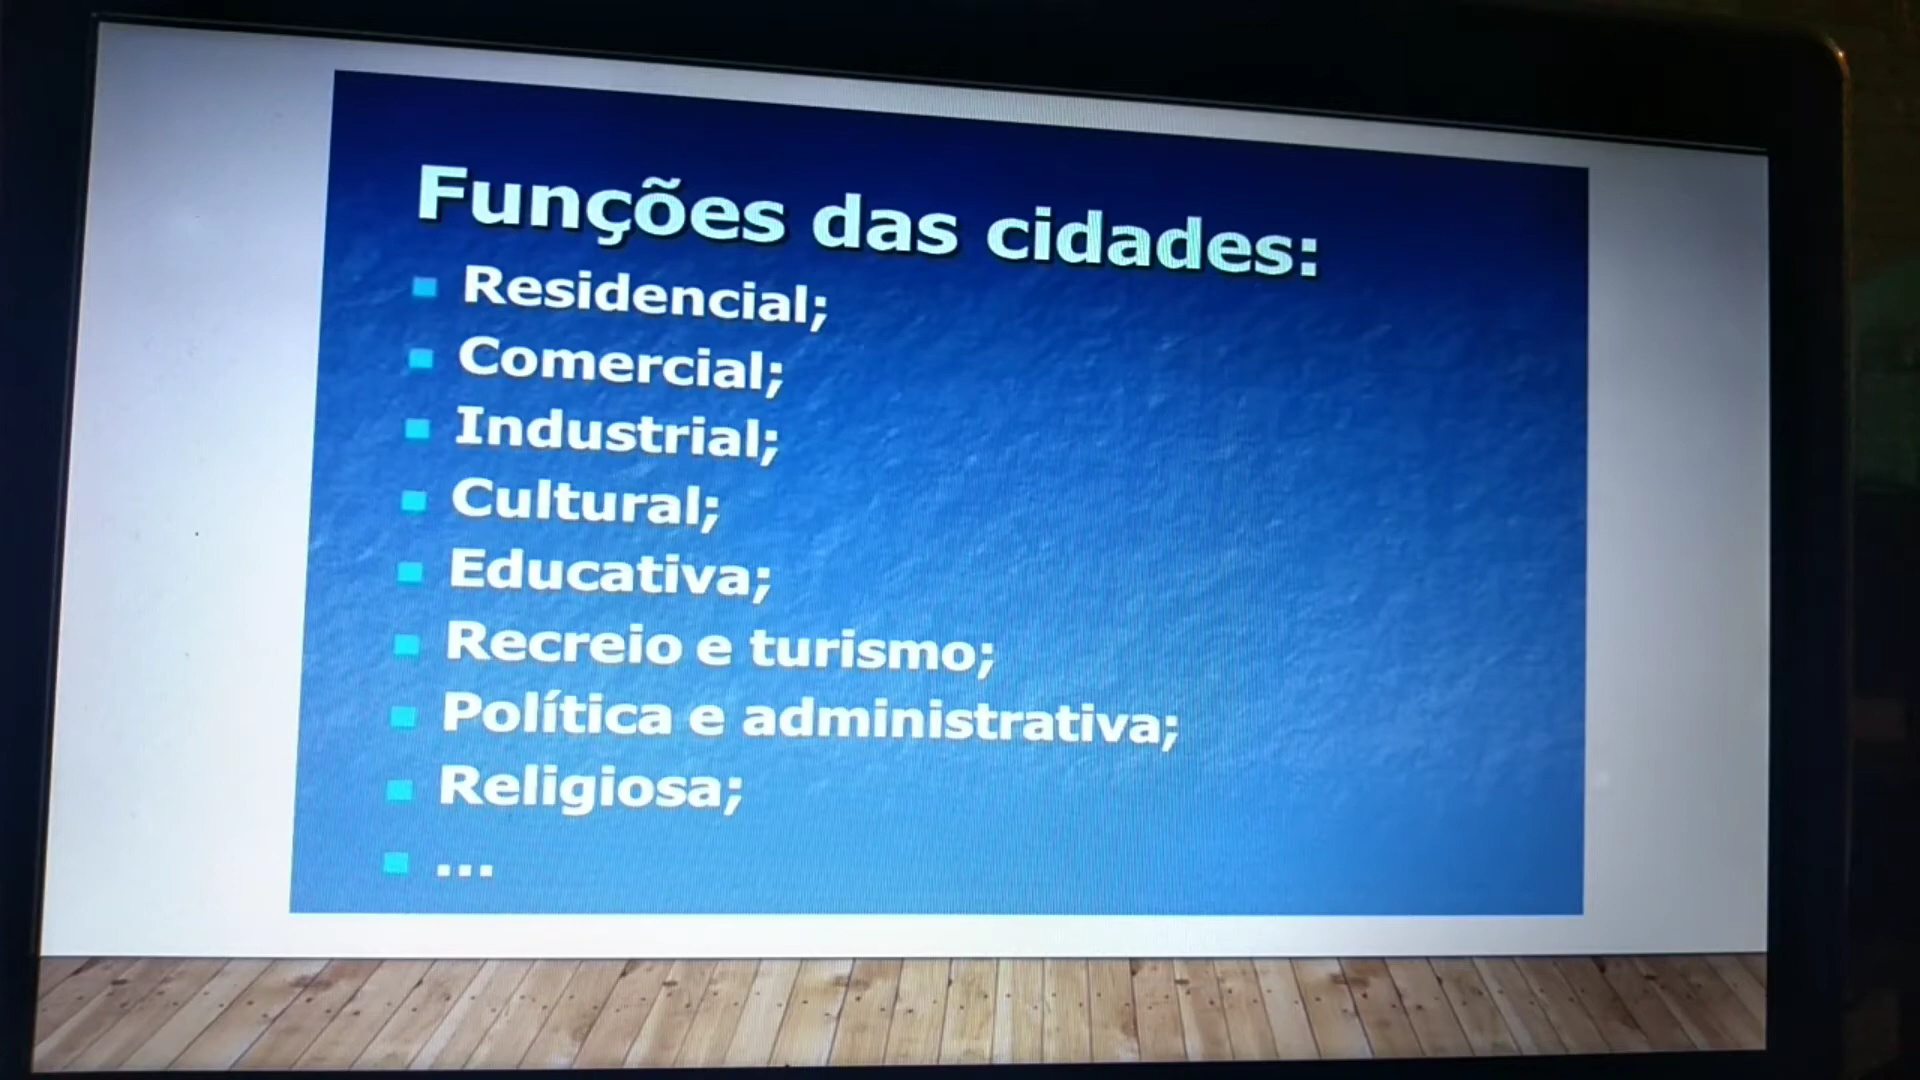 Funções das cidades:
Residencial;
Comercial;
Industrial;
Cultural;
Educativa;
Recreio e turismo;
Política e administrativa;
Religiosa;
...